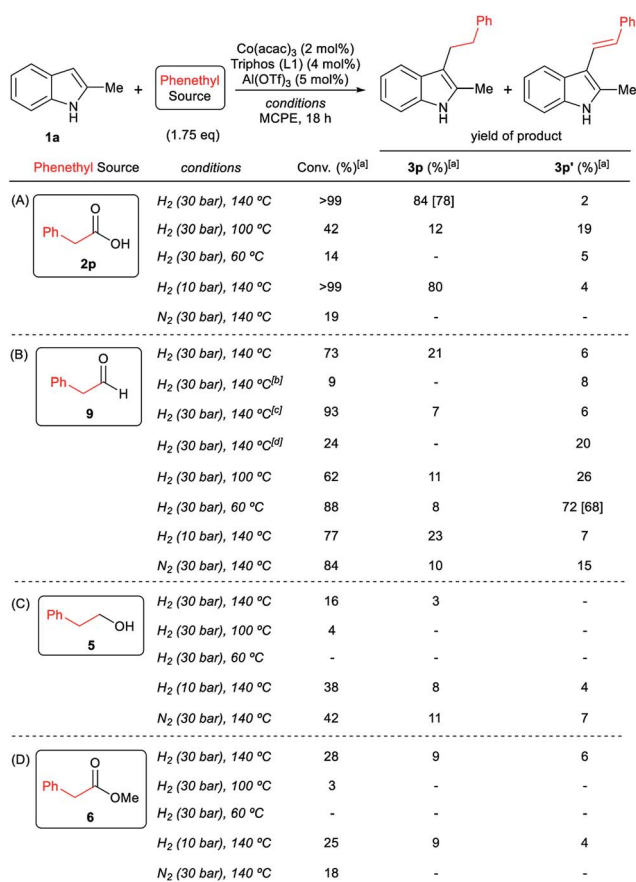 Ph
Ph
Co(acac)3 (2 mol%)
Triphos (L1) (4 mol%)
Al(OTf)3 (5 mol%)
conditions
MCPE, 18 h
Me
N
H
1a
+
Phenethyl
Source
(1.75 eq)
Me
N
H
+
Me
N
H
yield of product
Phenethyl Source conditions Conv. (%)[a] 3p (%)[a] 3p' (%)[a]
(A) Ph O OH 2p
H2 (30 bar), 140 ºC >99 84 [78] 2
H2 (30 bar), 100 ºC 42 12 19
H2 (30 bar), 60 ºC 14 - 5
H2 (10 bar), 140 ºC >99 80 4
N2 (30 bar), 140 ºC 19 - -
(B) Ph O H 9
H2 (30 bar), 140 ºC 73 21 6
H2 (30 bar), 140 ºC[b] 9 - 8
H2 (30 bar), 140 ºC[c] 93 7 6
H2 (30 bar), 140 ºC[d] 24 - 20
H2 (30 bar), 100 ºC 62 11 26
H2 (30 bar), 60 ºC 88 8 72 [68]
H2 (10 bar), 140 ºC 77 23 7
N2 (30 bar), 140 ºC 84 10 15
(C) Ph OH 5
H2 (30 bar), 140 ºC 16 3 -
H2 (30 bar), 100 ºC 4 - -
H2 (30 bar), 60 ºC - - -
H2 (10 bar), 140 ºC 38 8 4
N2 (30 bar), 140 ºC 42 11 7
(D) Ph O OMe 6
H2 (30 bar), 140 ºC 28 9 6
H2 (30 bar), 100 ºC 3 - -
H2 (30 bar), 60 ºC - - -
H2 (10 bar), 140 ºC 25 9 4
N2 (30 bar), 140 ºC 18 - -